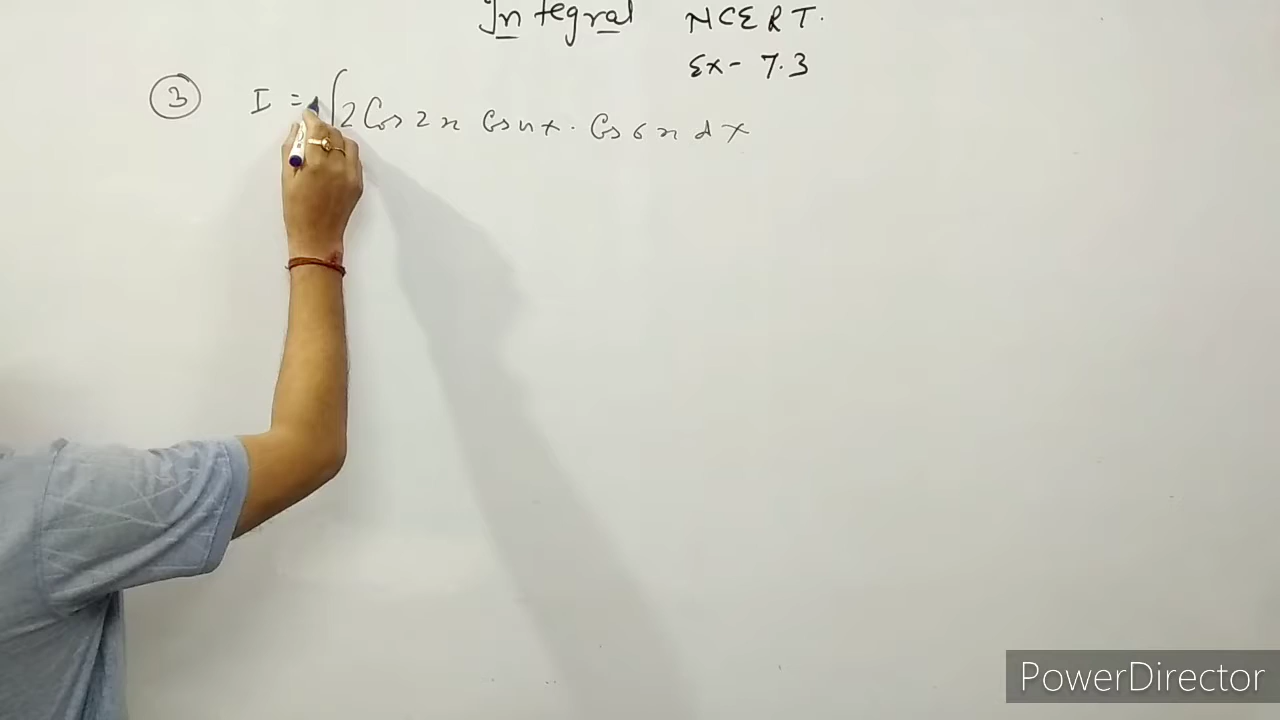 Integral NCERT.
Ex- 7.3
3 I = ∫2 Cos 2x Cos 4x . Cos 6x dx
PowerDirector